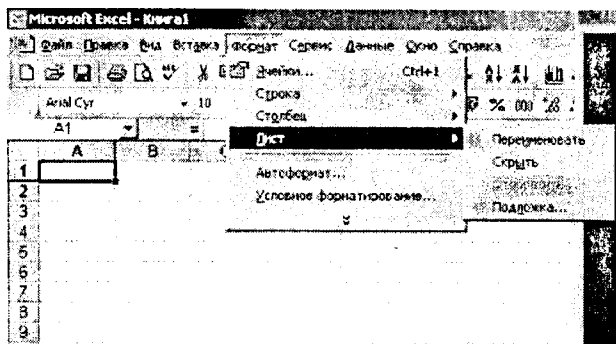 Microsoft Excel - Книга1
Файл Правка Вид Вставка Формат Сервис Данные Окно Справка
Arial Cyr 10
Ячейки... Ctrl+1
Строка
Столбец
Лист
Автоформат...
Условное форматирование...
Переименовать
Скрыть
Подложка...
% 000
A1 =
A B
1
2
3
4
5
6
7
8
9